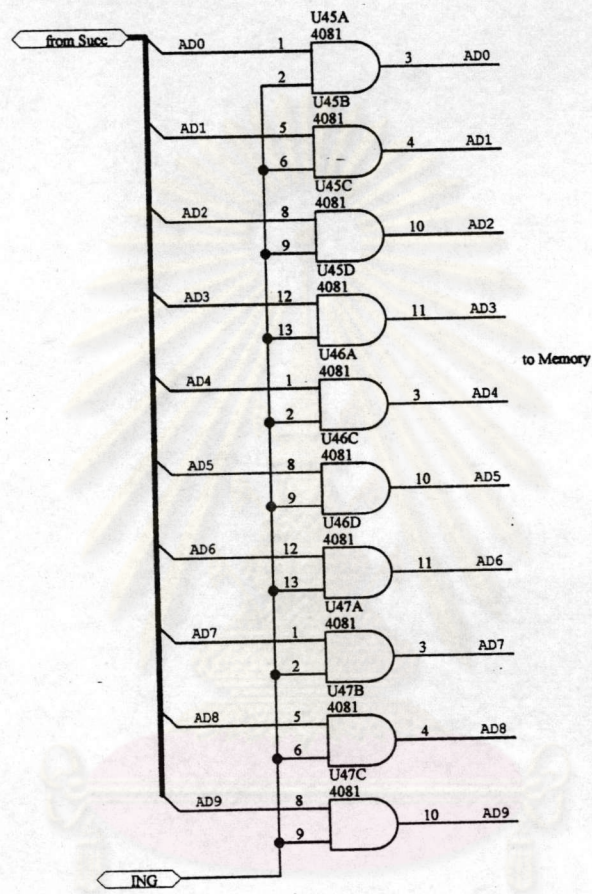 U45A
from Succ AD0 1 4081 3 AD0
2
U45B
AD1 5 4081 4 AD1
6
U45C
AD2 8 4081 10 AD2
9
U45D
AD3 12 4081 11 AD3
13
U46A
to Memory
AD4 1 4081 3 AD4
2
U46C
AD5 8 4081 10 AD5
9
U46D
AD6 12 4081 11 AD6
13
U47A
AD7 1 4081 3 AD7
2
U47B
AD8 5 4081 4 AD8
6
U47C
AD9 8 4081 10 AD9
9
ING